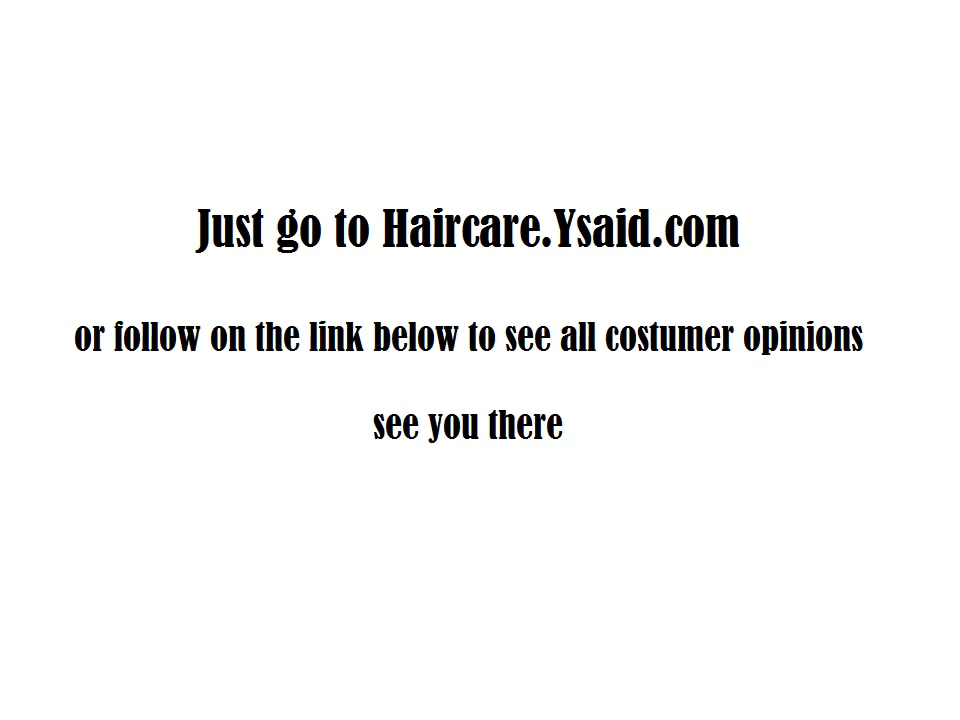 Just go to Haircare.Ysaid.com
or follow on the link below to see all costumer opinions
see you there